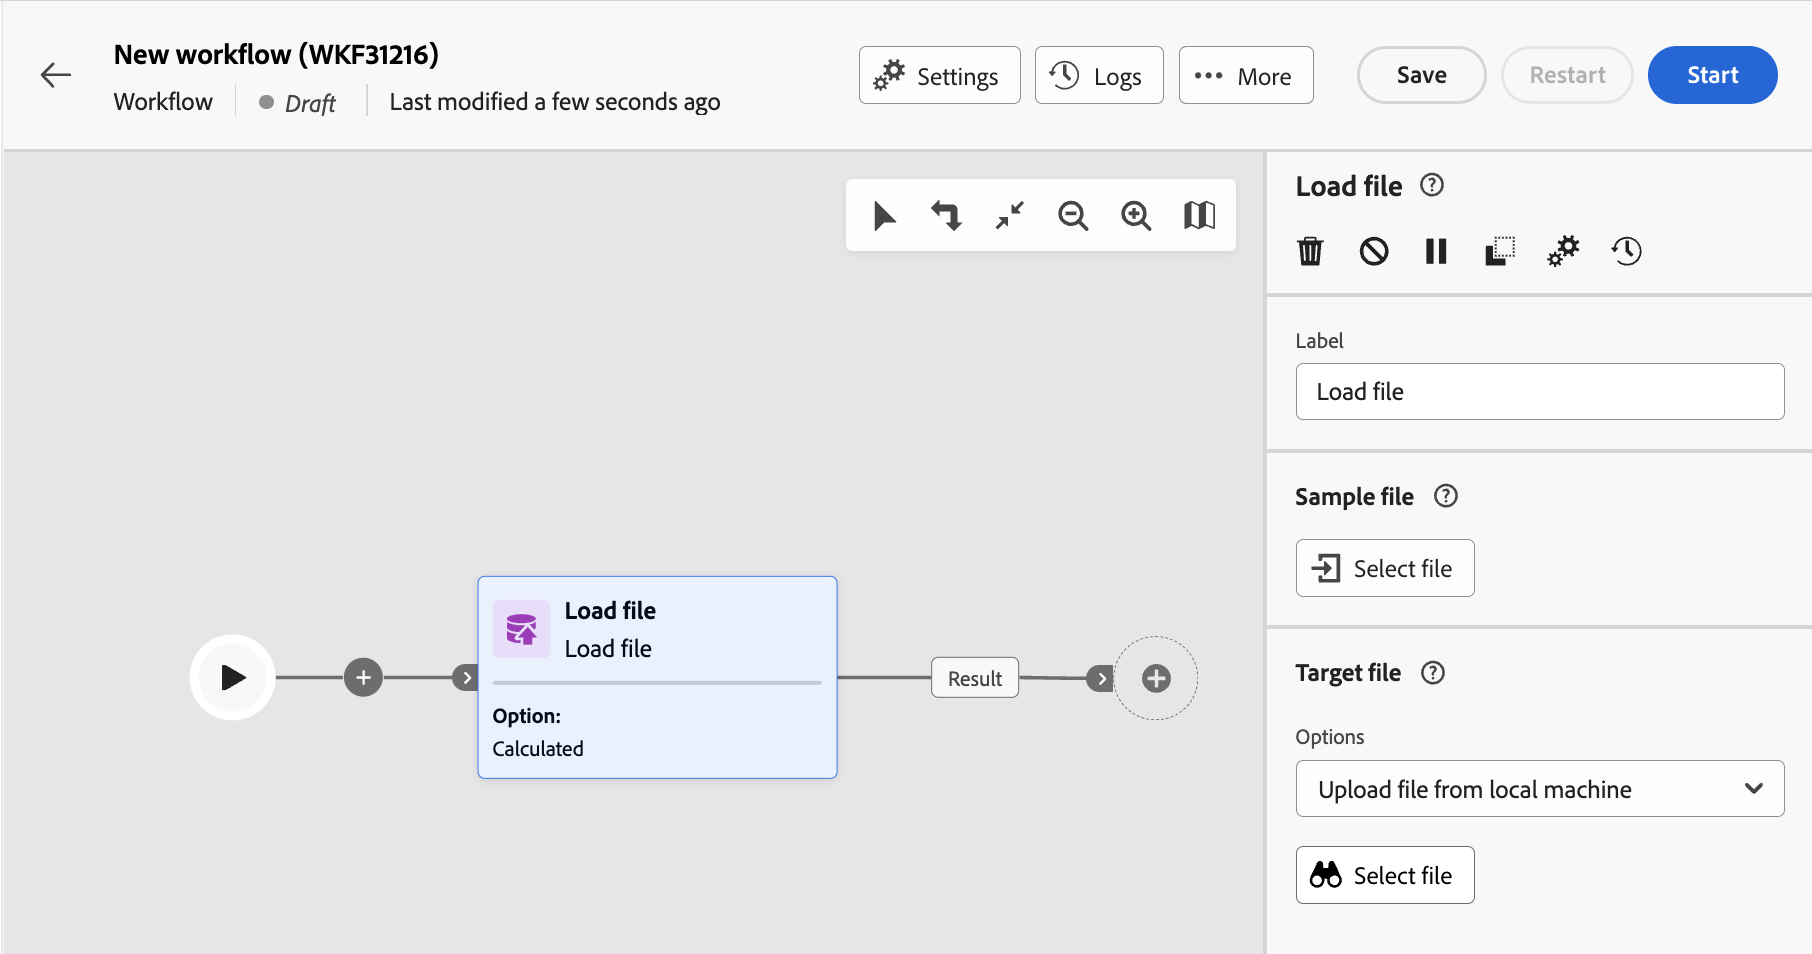 New workflow (WKF31216)
Workflow
Draft
Last modified a few seconds ago
Settings
Logs
More
Save
Restart
Start
Load file
Label
Load file
Sample file
Select file
Target file
Options
Upload file from local machine
Select file
Load file
Load file
Option:
Calculated
Result